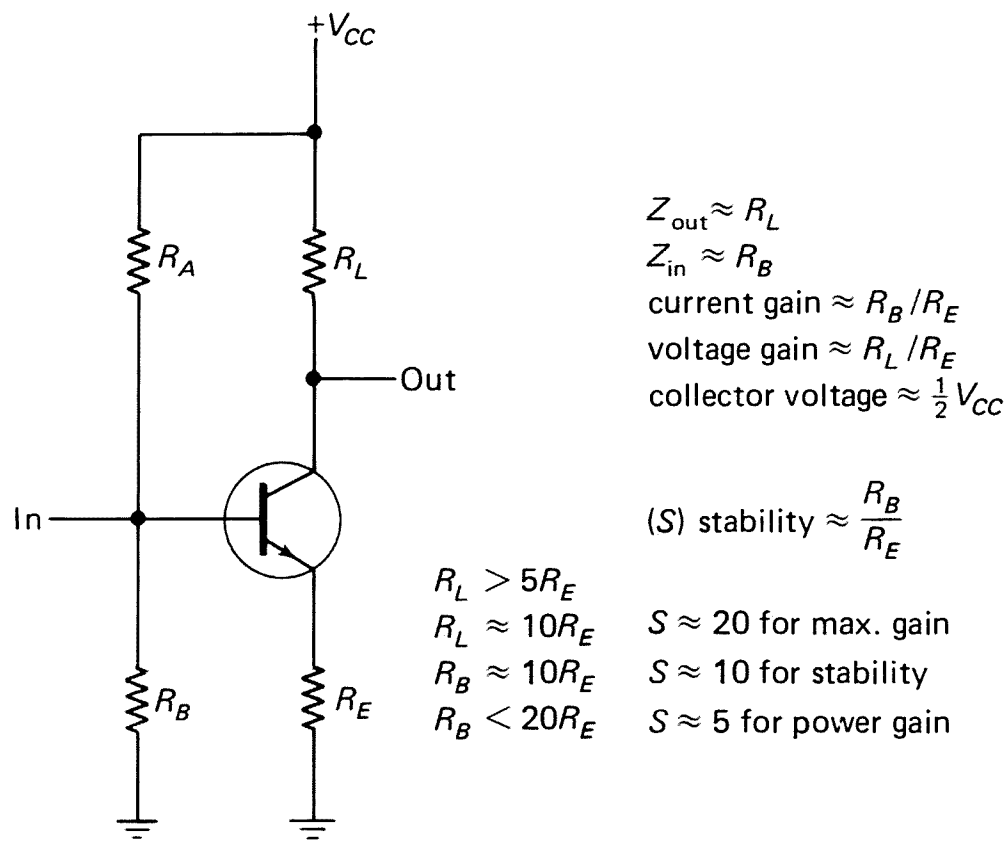 +V_CC
R_A
R_L
Out
In
R_B
R_E
Z_out ≈ R_L
Z_in ≈ R_B
current gain ≈ R_B/R_E
voltage gain ≈ R_L/R_E
collector voltage ≈ ½ V_CC
(S) stability ≈ R_B/R_E
R_L > 5R_E
R_L ≈ 10R_E S ≈ 20 for max. gain
R_B ≈ 10R_E S ≈ 10 for stability
R_B < 20R_E S ≈ 5 for power gain